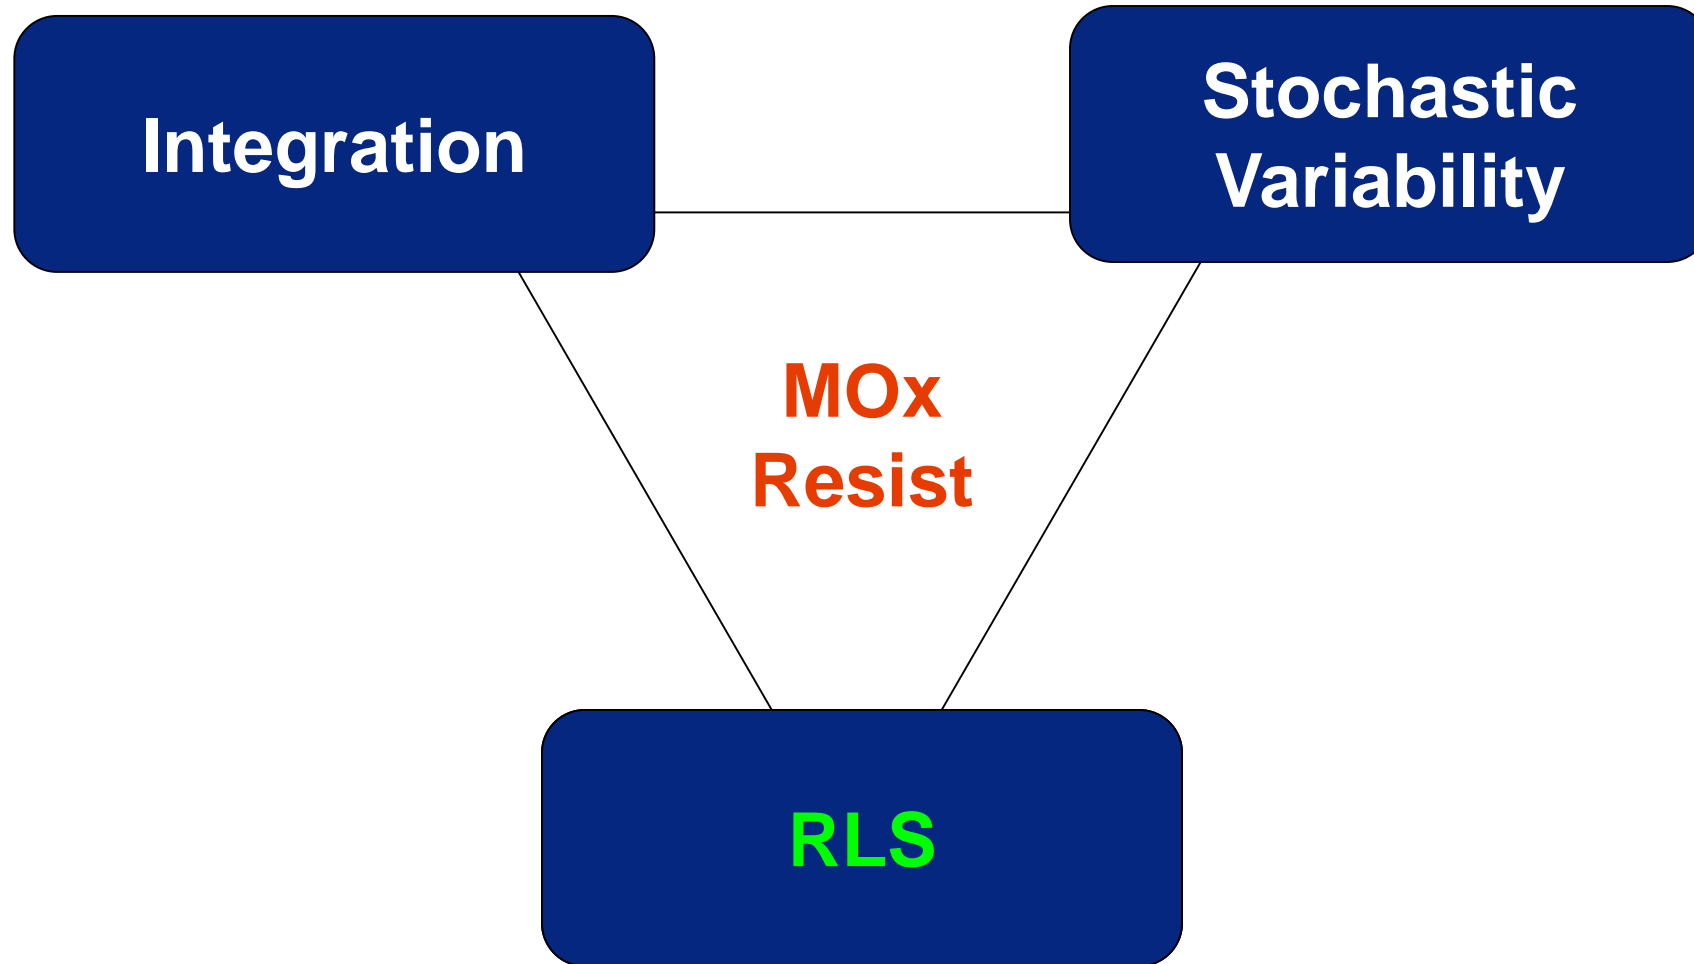 Integration
Stochastic
Variability
MOx
Resist
RLS